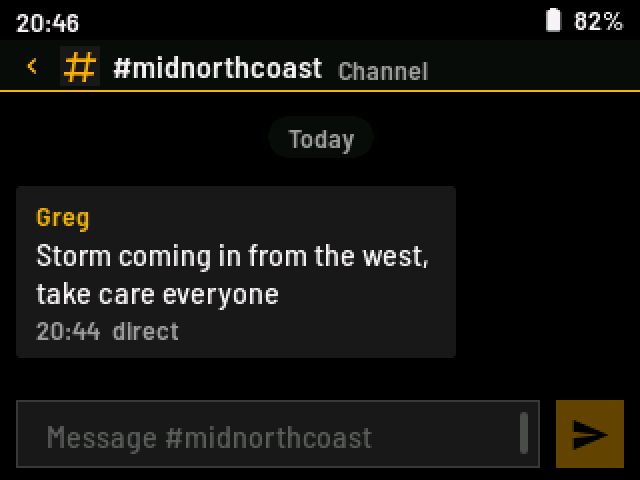 20:46
82%
#
#midnorthcoast Channel
Today
Greg
Storm coming in from the west,
take care everyone
20:44 direct
Message #midnorthcoast